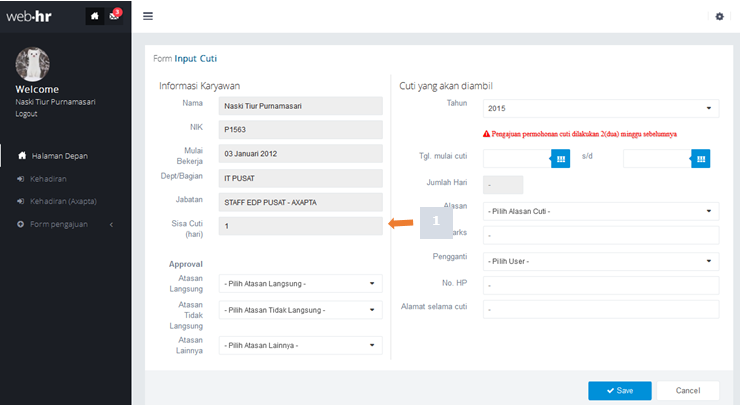 web·hr
3
Welcome
Naski Tiur Purnamasari
Logout
Halaman Depan
Kehadiran
Kehadiran (Axapta)
Form pengajuan
Form Input Cuti
Informasi Karyawan
Nama
Naski Tiur Purnamasari
NIK
P1563
Mulai
Bekerja
03 Januari 2012
Dept/Bagian
IT PUSAT
Jabatan
STAFF EDP PUSAT - AXAPTA
Sisa Cuti
(hari)
1
1
Approval
Atasan
Langsung
- Pilih Atasan Langsung -
Atasan
Tidak
Langsung
- Pilih Atasan Tidak Langsung -
Atasan
Lainnya
- Pilih Atasan Lainnya -
Cuti yang akan diambil
Tahun
2015
Pengajuan permohonan cuti dilakukan 2(dua) minggu sebelumnya
Tgl. mulai cuti
s/d
Jumlah Hari
-
Alasan
- Pilih Alasan Cuti -
arks
-
Pengganti
- Pilih User -
No. HP
-
Alamat selama cuti
-
Save
Cancel